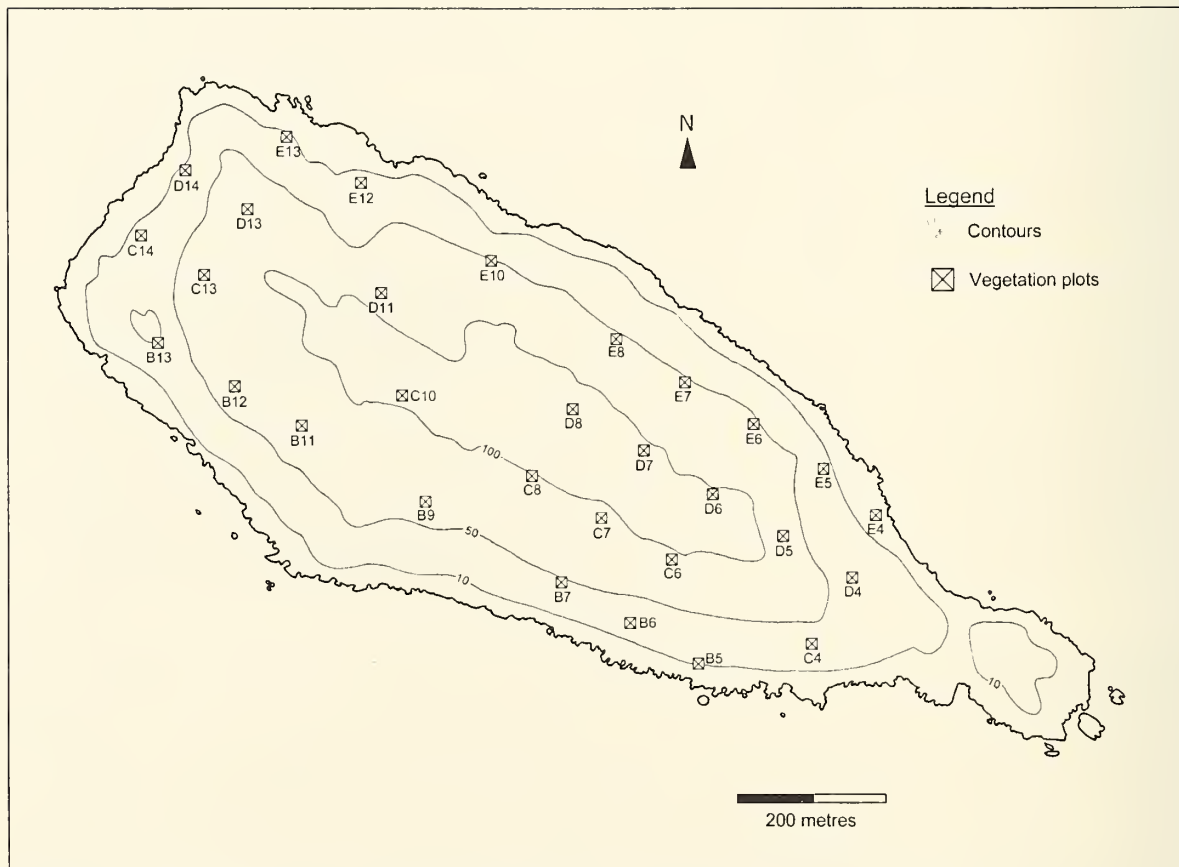 N
E13
D14
E12
D13
C14
Legend
Contours
Vegetation plots
C13
E10
D11
B13
E8
B12
C10
E7
D8
B11
E6
D7
100
C8
E5
D6
B9
C7
E4
50
D5
C6
10
B7
D4
B6
C4
B5
10
200 metres